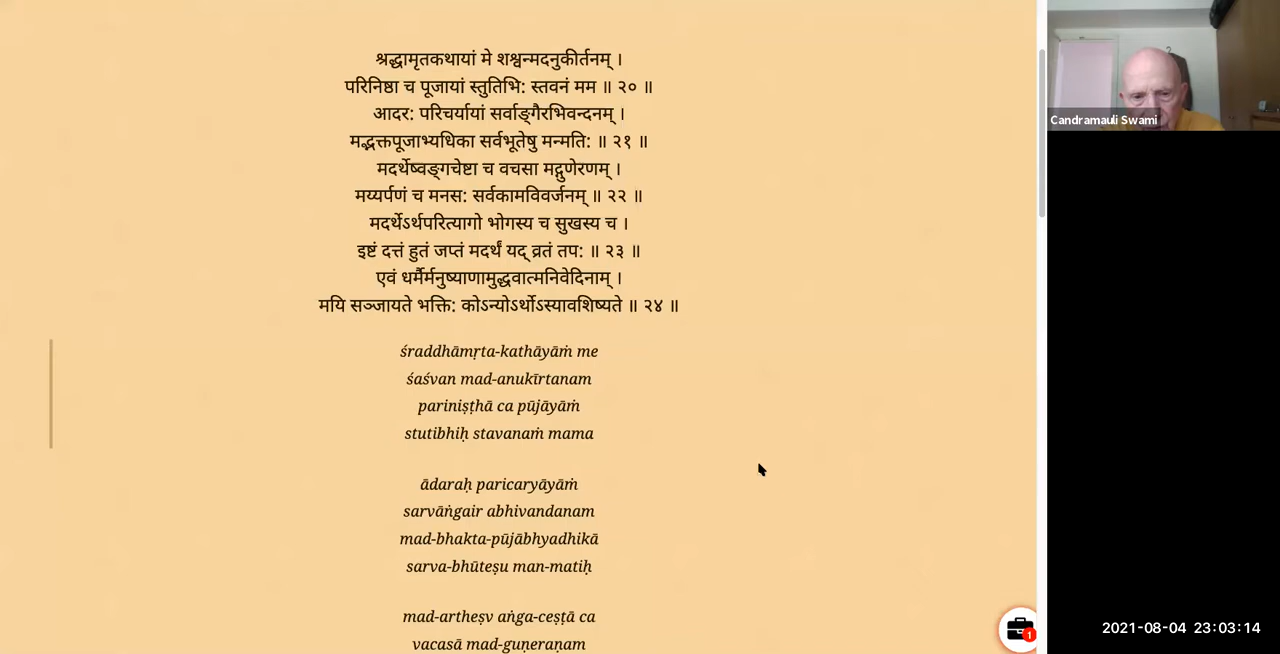 श्रद्धामृतकथायां मे शश्वन्मदनुकीर्तनम् ।
परिनिष्ठा च पूजायां स्तुतिभि: स्तवनं मम ॥ २० ॥
आदर: परिचर्यायां सर्वाङ्गैरभिवन्दनम् ।
मद्भक्तपूजाभ्यधिका सर्वभूतेषु मन्मति: ॥ २१ ॥
मदर्थेष्वङ्गचेष्टा च वचसा मद्गुणेरणम् ।
मय्यर्पणं च मनस: सर्वकामविवर्जनम् ॥ २२ ॥
मदर्थेऽर्थपरित्यागो भोगस्य च सुखस्य च ।
इष्टं दत्तं हुतं जप्तं मदर्थं यद् व्रतं तप: ॥ २३ ॥
एवं धर्मैर्मनुष्याणामुद्धवात्मनिवेदिनाम् ।
मयि सञ्जायते भक्ति: कोऽन्योऽर्थोऽस्यावशिष्यते ॥ २४ ॥
śraddhāmṛta-kathāyāṁ me
śaśvan mad-anukīrtanam
pariniṣṭhā ca pūjāyāṁ
stutibhiḥ stavanaṁ mama
ādaraḥ paricaryāyāṁ
sarvāṅgair abhivandanam
mad-bhakta-pūjābhyadhikā
sarva-bhūteṣu man-matiḥ
mad-artheṣv aṅga-ceṣṭā ca
vacasā mad-guṇeraṇam
Candramauli Swami
1
2021-08-04 23:03:14